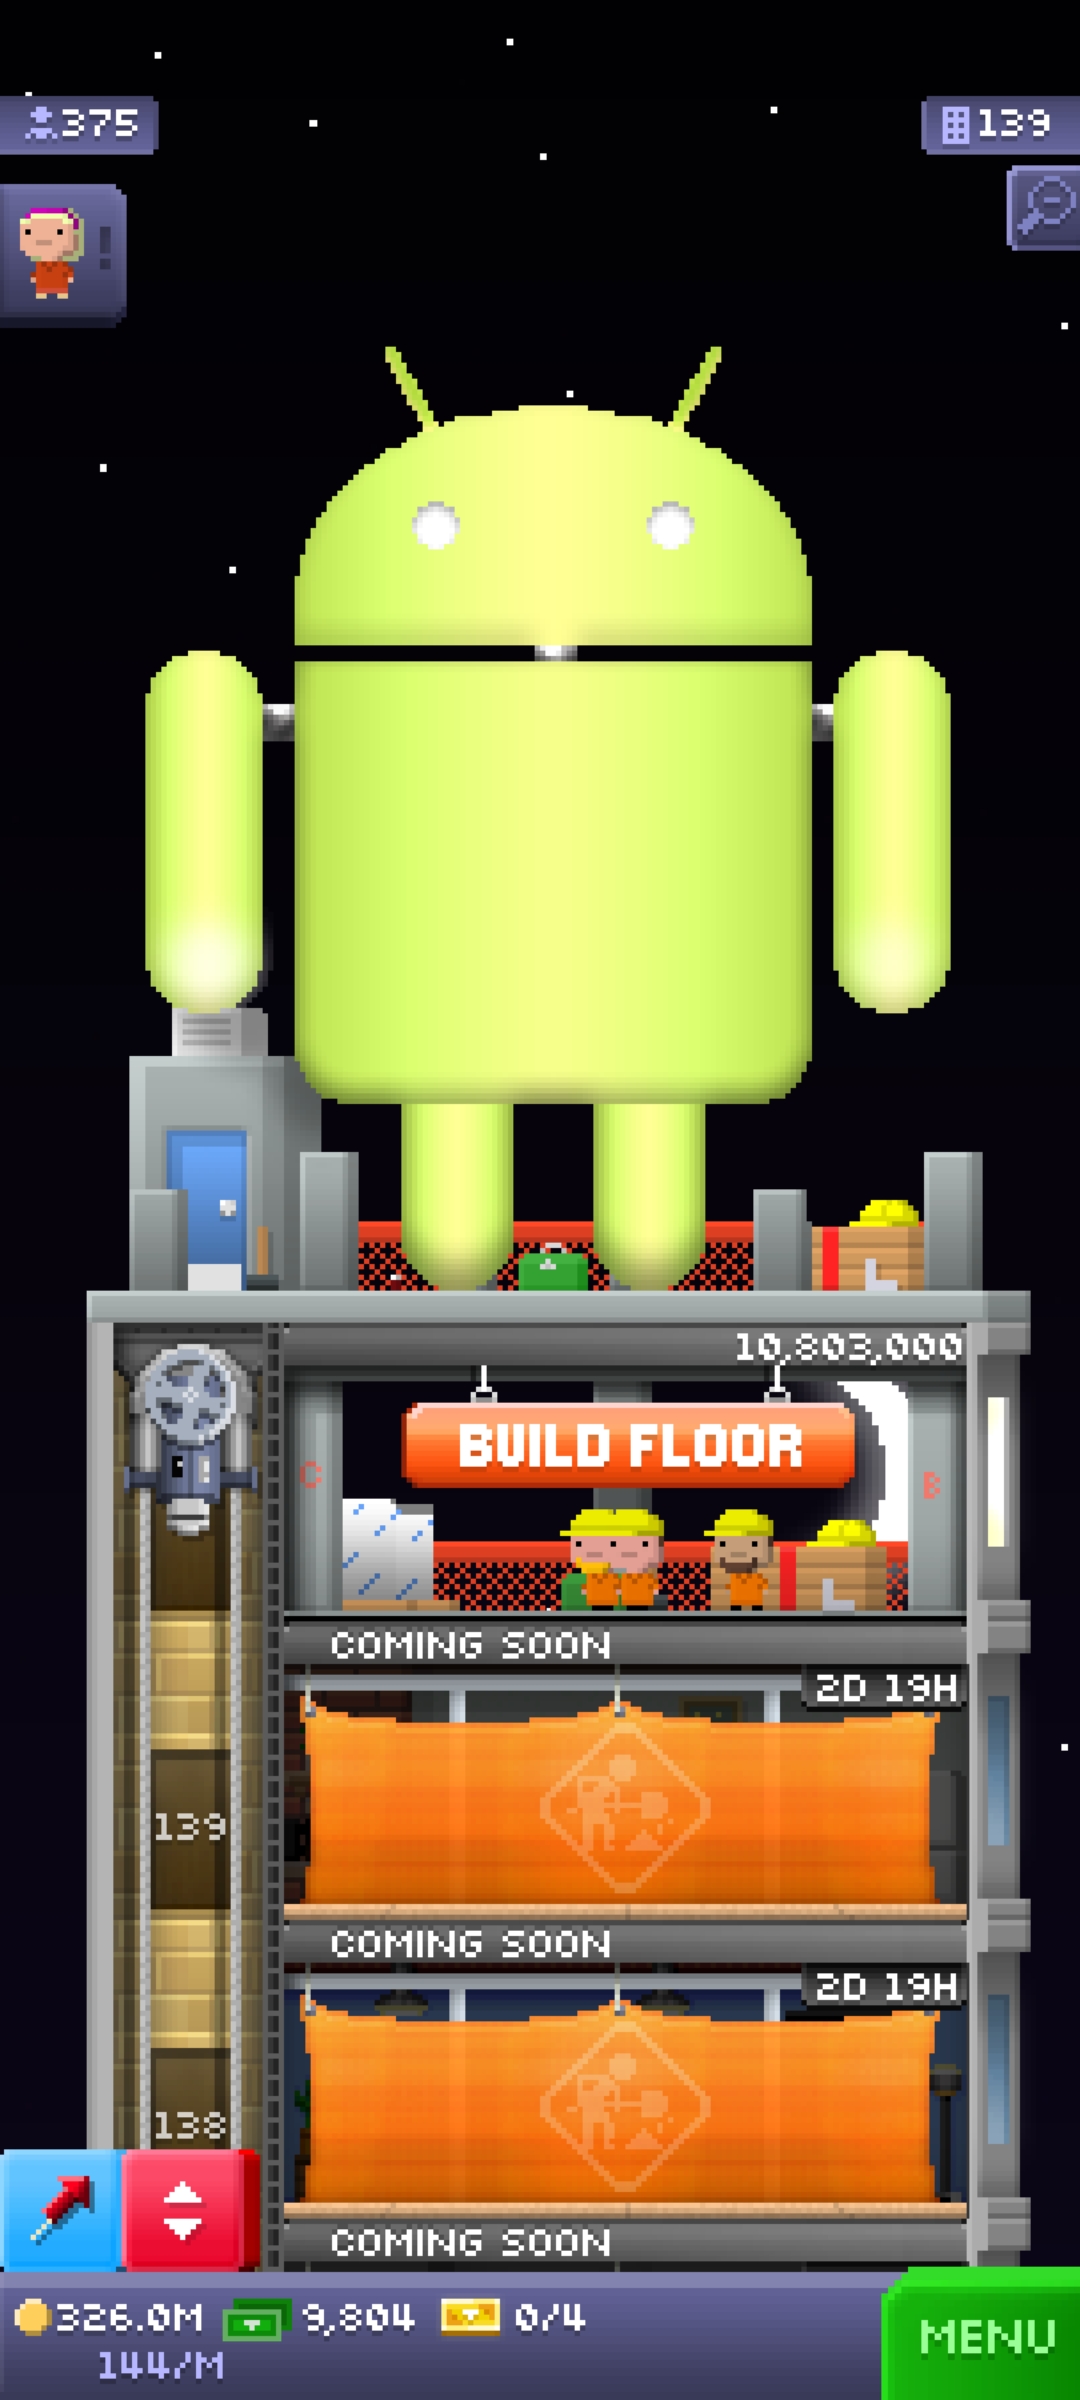 375
139
!
10,803,000
BUILD FLOOR
C
B
COMING SOON
2D 19H
139
COMING SOON
2D 19H
138
COMING SOON
326.0M 9,804 0/4
144/M
MENU